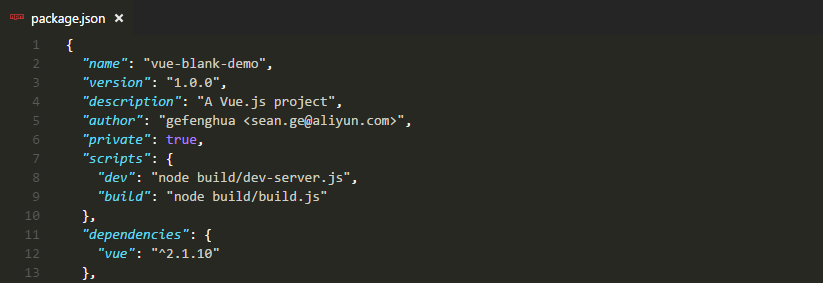 package.json ×
1 {
2 "name": "vue-blank-demo",
3 "version": "1.0.0",
4 "description": "A Vue.js project",
5 "author": "gefenghua <sean.ge@aliyun.com>",
6 "private": true,
7 "scripts": {
8 "dev": "node build/dev-server.js",
9 "build": "node build/build.js"
10 },
11 "dependencies": {
12 "vue": "^2.1.10"
13 },